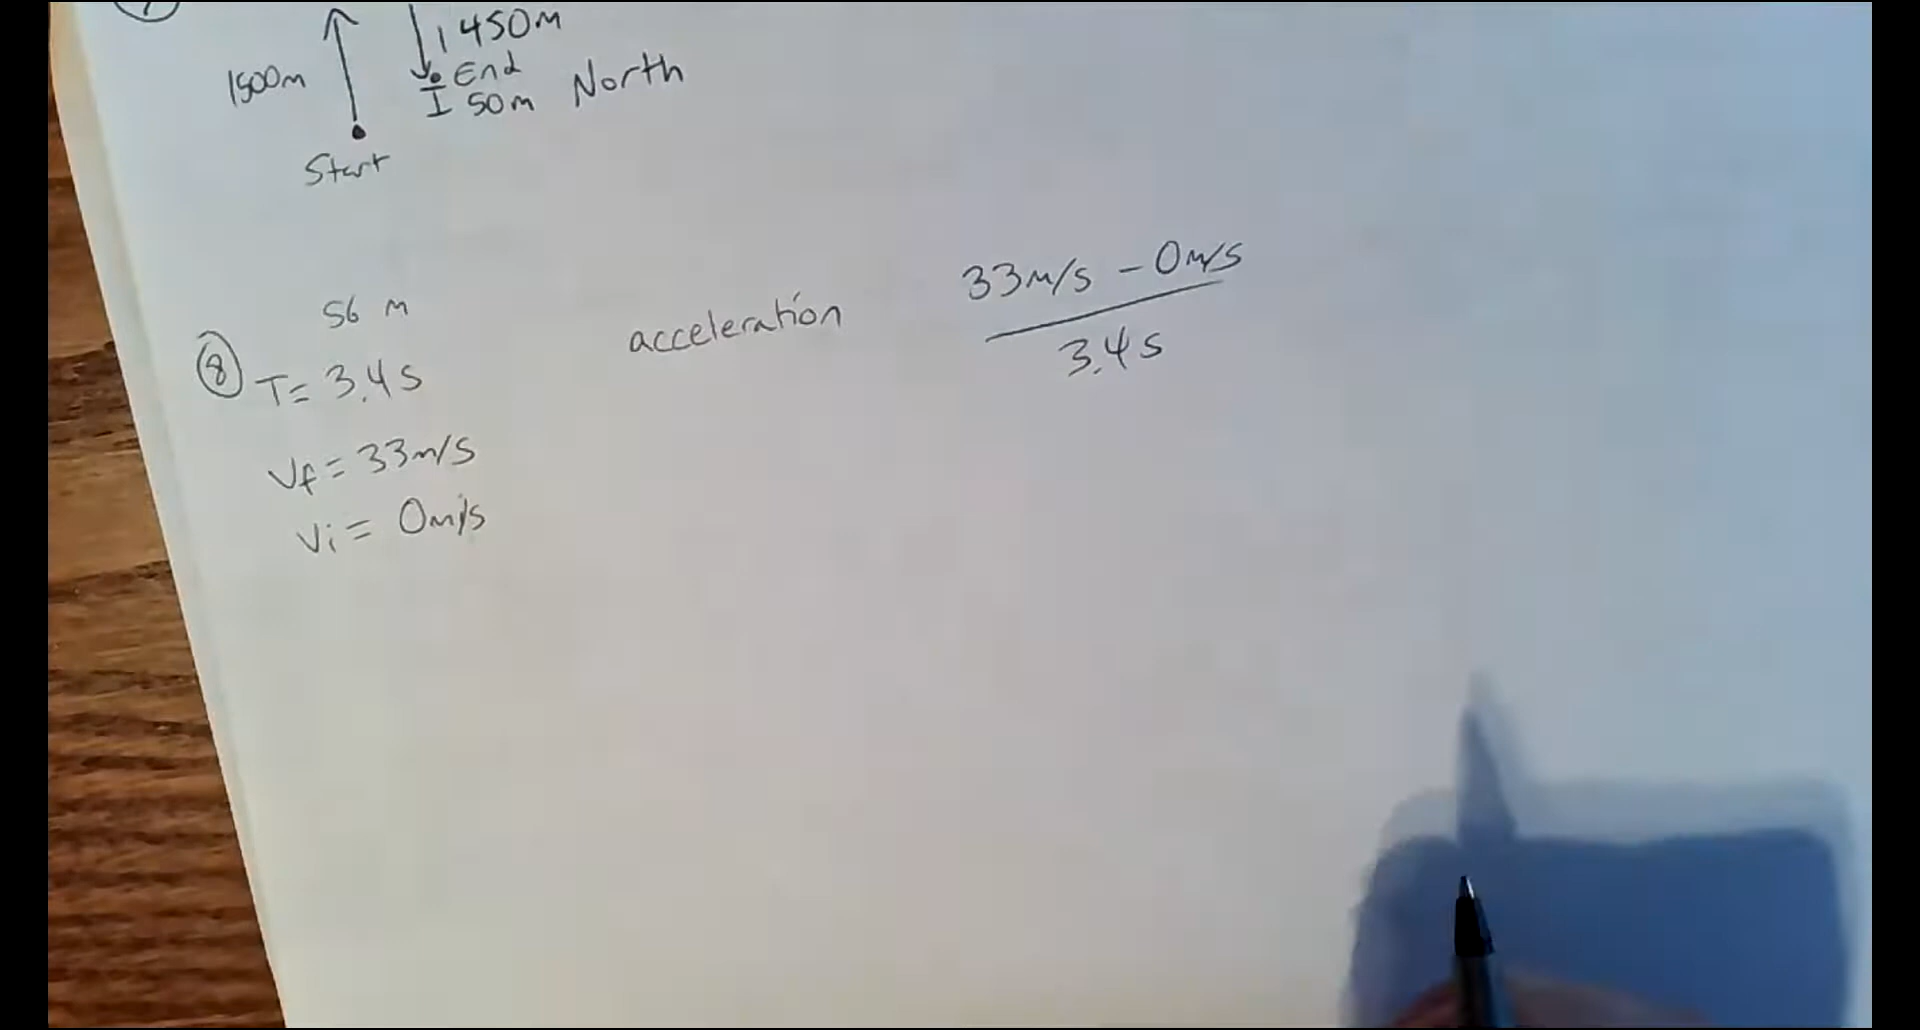 1500m
1450m
End
50m North
Start
56 m
8 T= 3.4s
Vf = 33m/s
Vi = 0m/s
acceleration
33m/s - 0m/s
3.4s